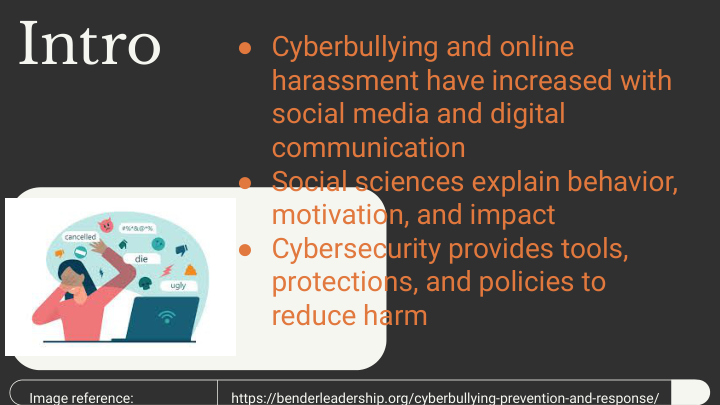 Intro
● Cyberbullying and online
harassment have increased with
social media and digital
communication
● Social sciences explain behavior,
motivation, and impact
● Cybersecurity provides tools,
protections, and policies to
reduce harm
cancelled
#%*&@*%
die
ugly
Image reference:
https://benderleadership.org/cyberbullying-prevention-and-response/